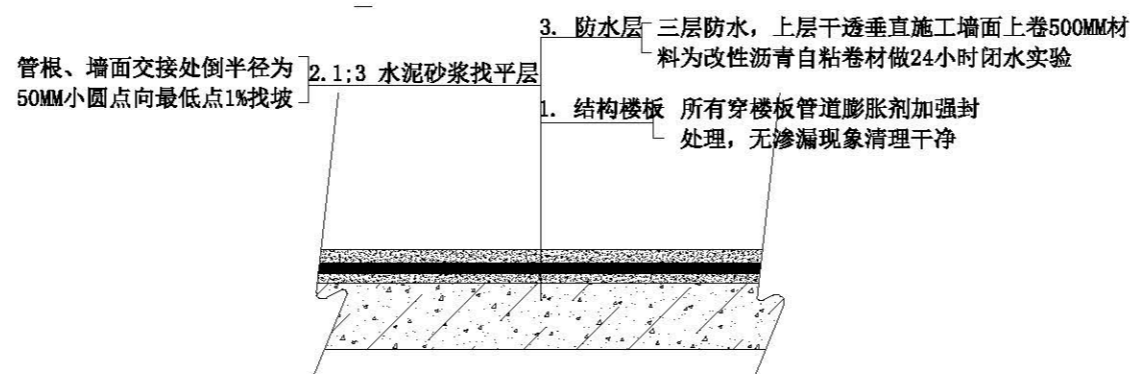 3. 防水层
三层防水，上层干透垂直施工墙面上卷500MM材
料为改性沥青自粘卷材做24小时闭水实验
管根、墙面交接处倒半径为
50MM小圆点向最低点1%找坡
2.1;3 水泥砂浆找平层
1. 结构楼板
所有穿楼板管道膨胀剂加强封
处理，无渗漏现象清理干净